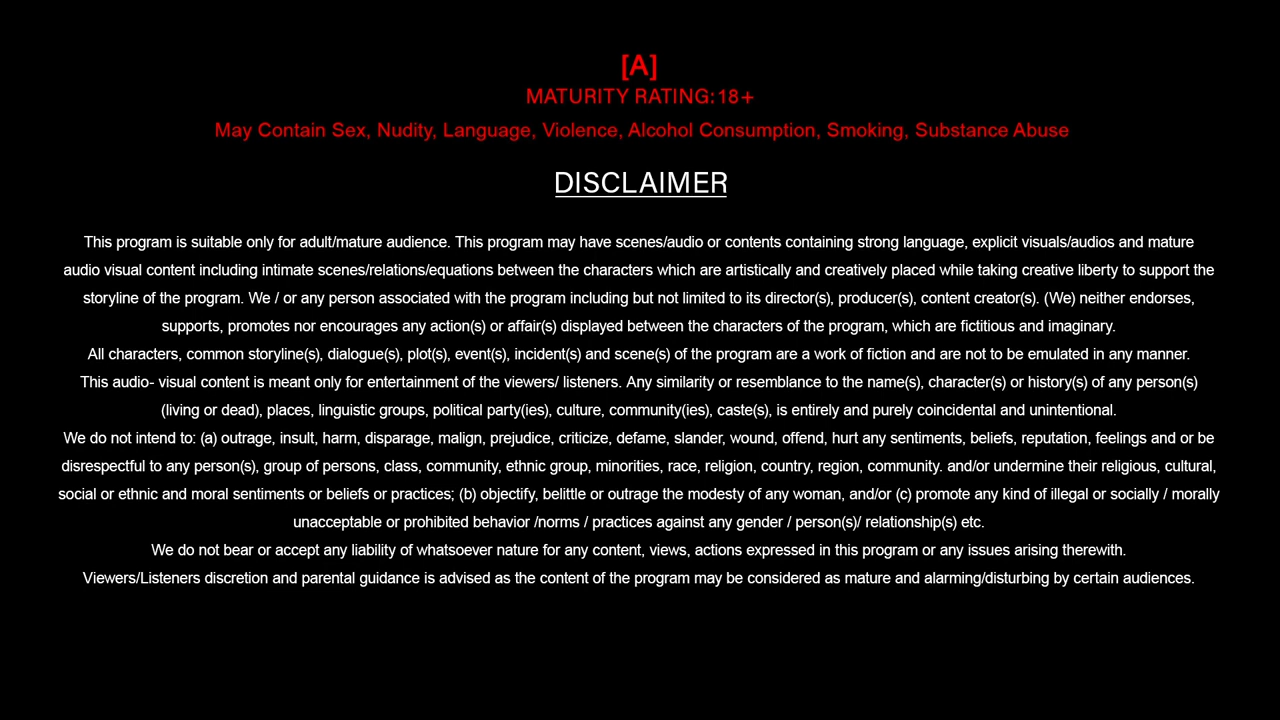 [A]
MATURITY RATING:18+
May Contain Sex, Nudity, Language, Violence, Alcohol Consumption, Smoking, Substance Abuse
DISCLAIMER
This program is suitable only for adult/mature audience. This program may have scenes/audio or contents containing strong language, explicit visuals/audios and mature
audio visual content including intimate scenes/relations/equations between the characters which are artistically and creatively placed while taking creative liberty to support the
storyline of the program. We / or any person associated with the program including but not limited to its director(s), producer(s), content creator(s). (We) neither endorses,
supports, promotes nor encourages any action(s) or affair(s) displayed between the characters of the program, which are fictitious and imaginary.
All characters, common storyline(s), dialogue(s), plot(s), event(s), incident(s) and scene(s) of the program are a work of fiction and are not to be emulated in any manner.
This audio- visual content is meant only for entertainment of the viewers/ listeners. Any similarity or resemblance to the name(s), character(s) or history(s) of any person(s)
(living or dead), places, linguistic groups, political party(ies), culture, community(ies), caste(s), is entirely and purely coincidental and unintentional.
We do not intend to: (a) outrage, insult, harm, disparage, malign, prejudice, criticize, defame, slander, wound, offend, hurt any sentiments, beliefs, reputation, feelings and or be
disrespectful to any person(s), group of persons, class, community, ethnic group, minorities, race, religion, country, region, community. and/or undermine their religious, cultural,
social or ethnic and moral sentiments or beliefs or practices; (b) objectify, belittle or outrage the modesty of any woman, and/or (c) promote any kind of illegal or socially / morally
unacceptable or prohibited behavior /norms / practices against any gender / person(s)/ relationship(s) etc.
We do not bear or accept any liability of whatsoever nature for any content, views, actions expressed in this program or any issues arising therewith.
Viewers/Listeners discretion and parental guidance is advised as the content of the program may be considered as mature and alarming/disturbing by certain audiences.